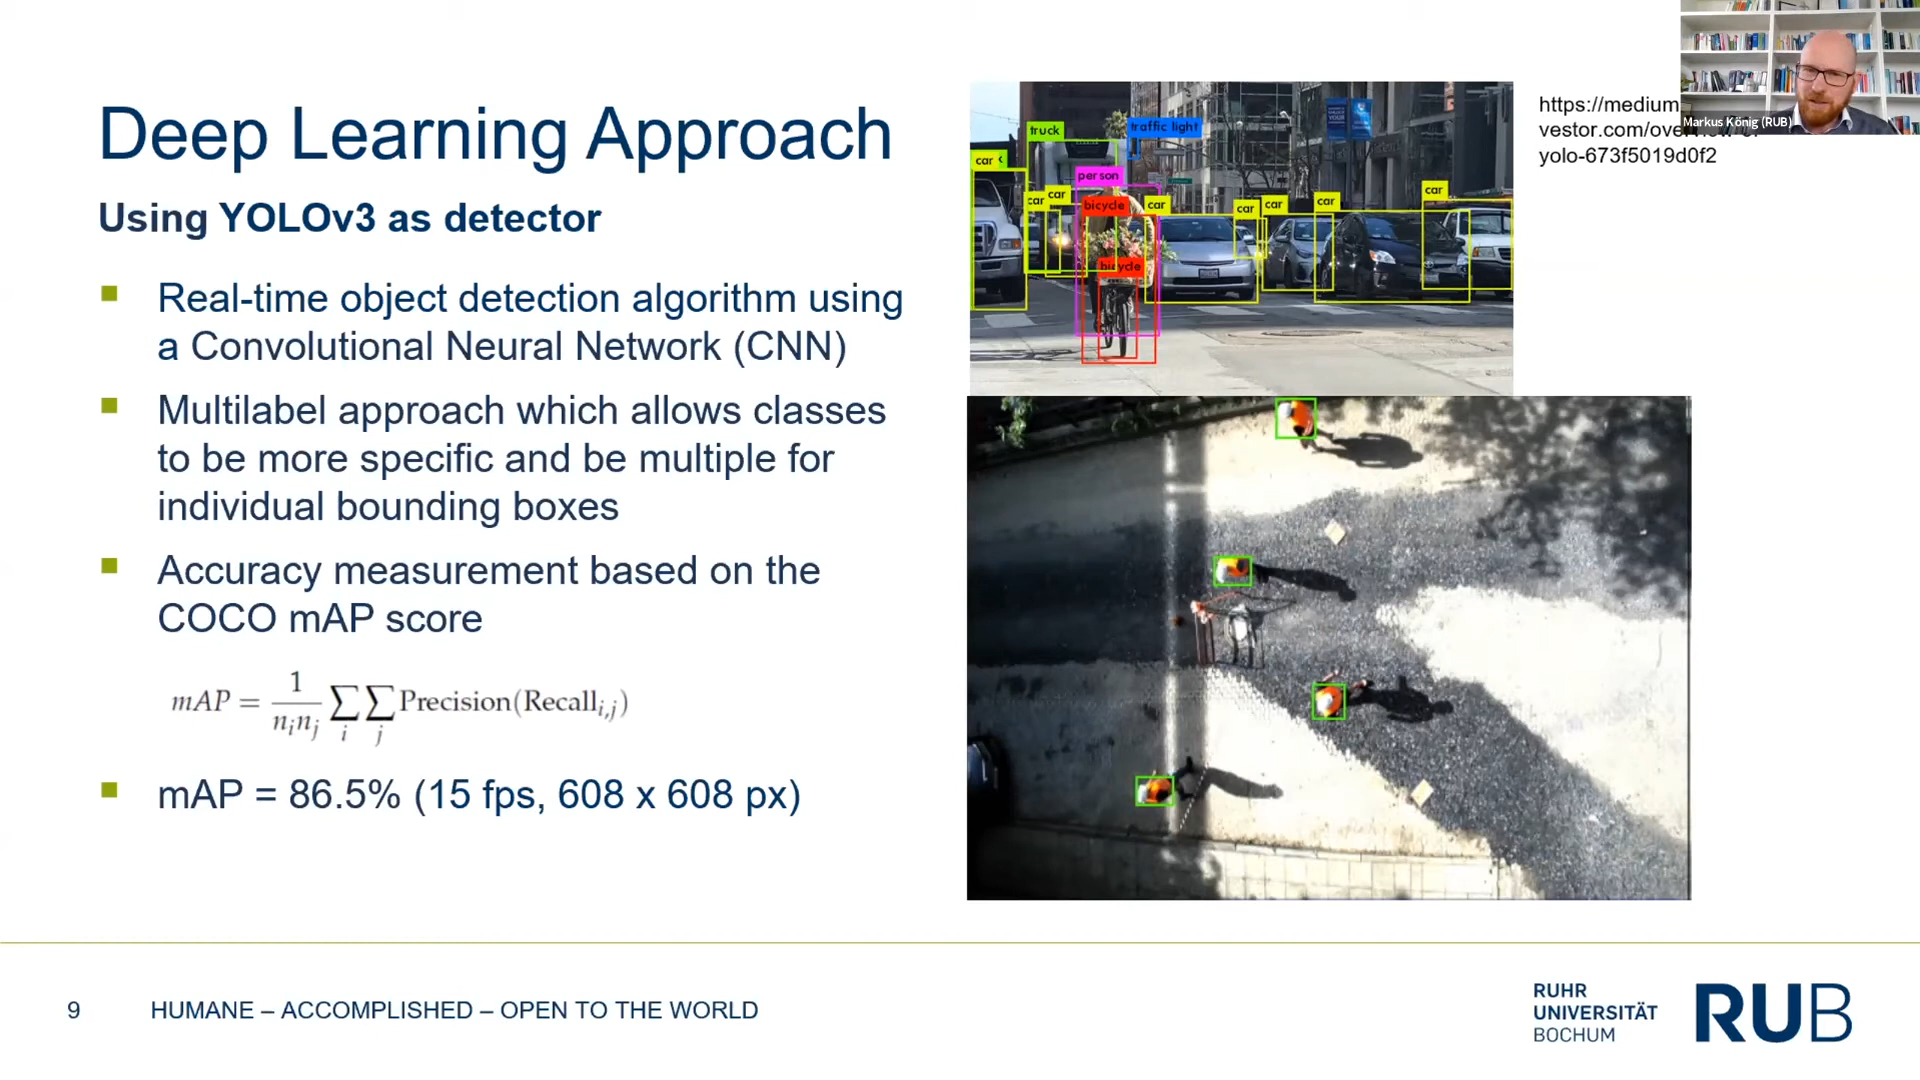 Deep Learning Approach
Using YOLOv3 as detector
Real-time object detection algorithm using
a Convolutional Neural Network (CNN)
Multilabel approach which allows classes
to be more specific and be multiple for
individual bounding boxes
Accuracy measurement based on the
COCO mAP score
mAP = 1/(n_i n_j) ∑_i ∑_j Precision(Recall_{i,j})
mAP = 86.5% (15 fps, 608 x 608 px)
truck
traffic light
car
person
car
car
bicycle
car
car
car
car
car
bicycle
https://medium
vestor.com/over
yolo-673f5019d0f2
Markus König (RUB)
9
HUMANE – ACCOMPLISHED – OPEN TO THE WORLD
RUHR
UNIVERSITÄT
BOCHUM
RUB